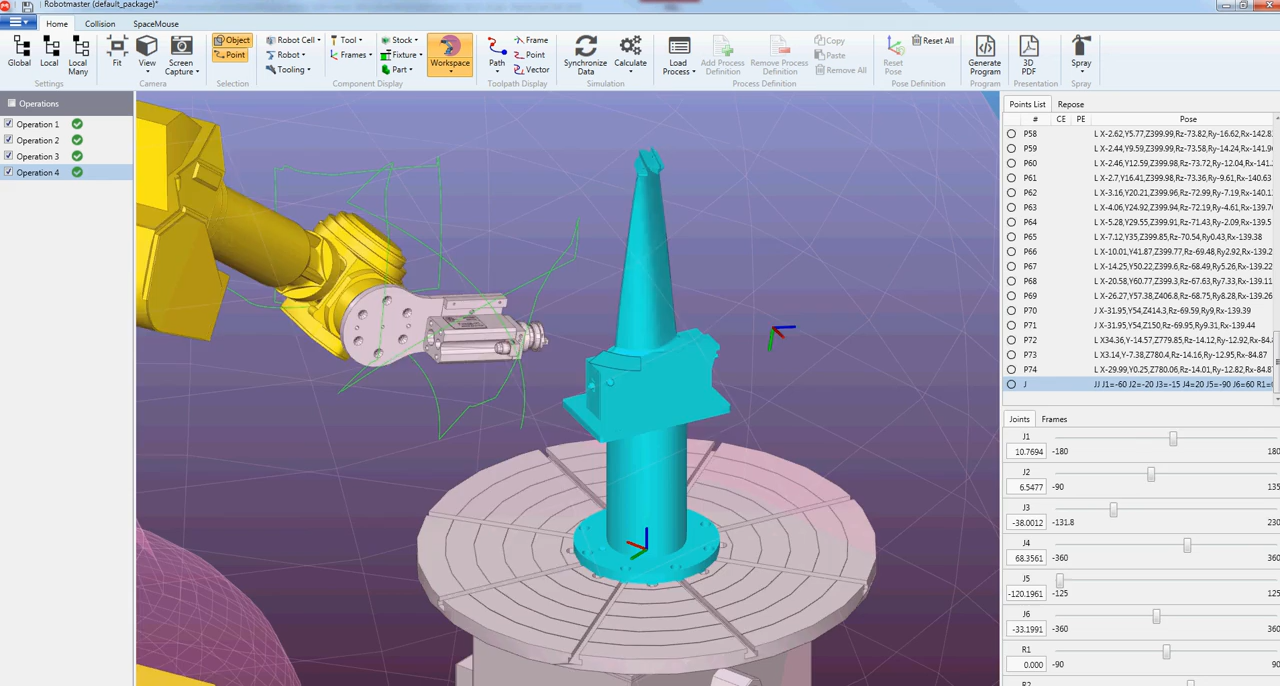 Robotmaster (default_package)*
Home Collision SpaceMouse
Global Local Local Many
Settings
Fit View Screen Capture
Camera
Object
Point
Selection
Robot Cell
Robot
Tooling
Tool
Frames
Stock
Fixture
Part
Component Display
Workspace
Path
Frame
Point
Vector
Toolpath Display
Synchronize Data Calculate
Simulation
Load Process Add Process Definition Remove Process Definition
Copy
Paste
Remove All
Process Definition
Reset Pose
Reset All
Pose Definition
Generate Program
Program
3D PDF
Presentation
Spray
Spray
Operations
Operation 1
Operation 2
Operation 3
Operation 4
Points List Repose
# CE PE Pose
P58 L X-2.62,Y5.77,Z399.99,Rz-73.82,Ry-16.62,Rx-142.8
P59 L X-2.44,Y9.59,Z399.99,Rz-73.58,Ry-14.24,Rx-141.9
P60 L X-2.46,Y12.59,Z399.98,Rz-73.72,Ry-12.04,Rx-141.
P61 L X-2.7,Y16.41,Z399.97,Rz-73.36,Ry-9.61,Rx-140.63
P62 L X-3.16,Y20.21,Z399.96,Rz-72.99,Ry-7.19,Rx-140.1
P63 L X-4.06,Y24.92,Z399.94,Rz-72.19,Ry-4.61,Rx-139.7
P64 L X-5.28,Y29.55,Z399.91,Rz-71.43,Ry-2.09,Rx-139.
P65 L X-7.12,Y35,Z399.85,Rz-70.54,Ry0.43,Rx-139.38
P66 L X-10.01,Y41.87,Z399.77,Rz-69.48,Ry2.92,Rx-139.
P67 L X-14.25,Y50.22,Z399.6,Rz-68.49,Ry5.26,Rx-139.22
P68 L X-20.58,Y60.77,Z399.3,Rz-67.63,Ry7.33,Rx-139.11
P69 L X-26.27,Y57.38,Z406.8,Rz-68.75,Ry8.28,Rx-139.26
P70 J X-31.95,Y54,Z414.3,Rz-69.59,Ry9.31,Rx-139.39
P71 J X-31.95,Y54,Z150,Rz-69.95,Ry9.31,Rx-139.44
P72 L X34.36,Y-14.57,Z779.85,Rz-14.12,Ry-12.92,Rx-84.
P73 L X3.14,Y-7.38,Z780.4,Rz-14.16,Ry-12.95,Rx-84.87
P74 L X-29.99,Y0.25,Z780.06,Rz-14.01,Ry-12.82,Rx-84.8
J JJ J1=-60 J2=-20 J3=-15 J4=20 J5=-90 J6=60 R1=
Joints Frames
J1
10.7694 -180 180
J2
6.5477 -90 135
J3
-38.0012 -131.8 230
J4
68.3561 -360 360
J5
-120.1961 -125 125
J6
-33.1991 -360 360
R1
0.000 -90 90
R2